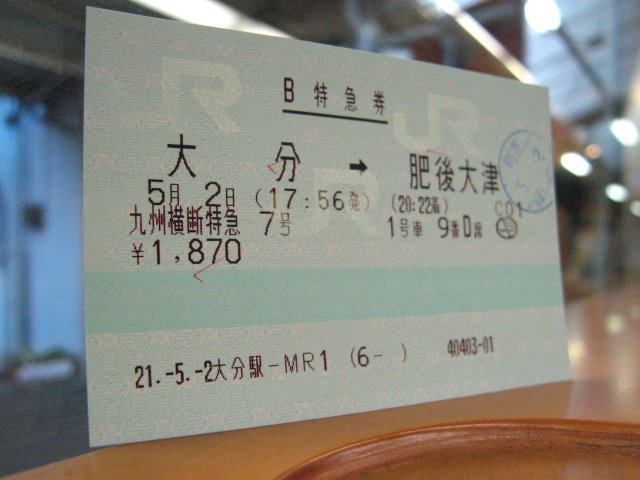 B 特急券
大分 → 肥後大津
5月 2日 (17:56発) (20:22着) C01
九州横断特急 7号 1号車 9番D席
¥1,870
21.-5.-2大分駅-MR1 (6- ) 40403-01